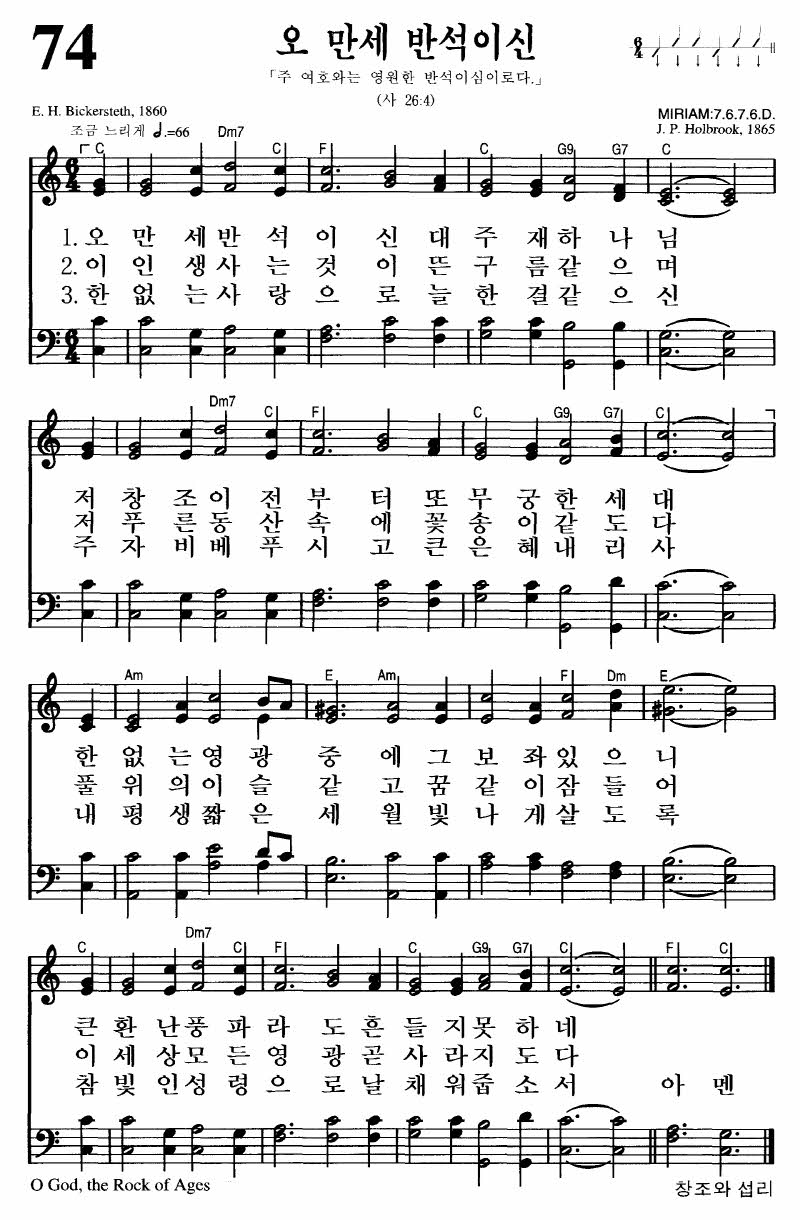 74
오 만세 반석이신
「주 여호와는 영원한 반석이심이로다.」
(사 26:4)
E. H. Bickersteth, 1860
MIRIAM:7.6.7.6.D.
조금 느리게 𝅗𝅥.=66
J. P. Holbrook, 1865
C Dm7 C F C G9 G7 C
6 4
1. 오 만 세 반 석 이 신 대 주 재 하 나 님
2. 이 인 생 사 는 것 이 뜬 구 름 같 으 며
3. 한 없 는 사 랑 으 로 늘 한 결 같 으 신
Dm7 C F C G9 G7 C
저 창 조 이 전 부 터 또 무 궁 한 세 대
저 푸 른 동 산 속 에 꽃 송 이 같 도 다
주 자 비 베 푸 시 고 큰 은 혜 내 리 사
Am E Am F Dm E
한 없 는 영 광 중 에 그 보 좌 있 으 니
풀 위 의 이 슬 같 고 꿈 같 이 잠 들 어
내 평 생 짧 은 세 월 빛 나 게 살 도 록
C Dm7 C F C G9 G7 C F C
큰 환 난 풍 파 라 도 흔 들 지 못 하 네
이 세 상 모 든 영 광 곧 사 라 지 도 다
참 빛 인 성 령 으 로 날 채 워 줍 소 서 아 멘
O God, the Rock of Ages
창조와 섭리